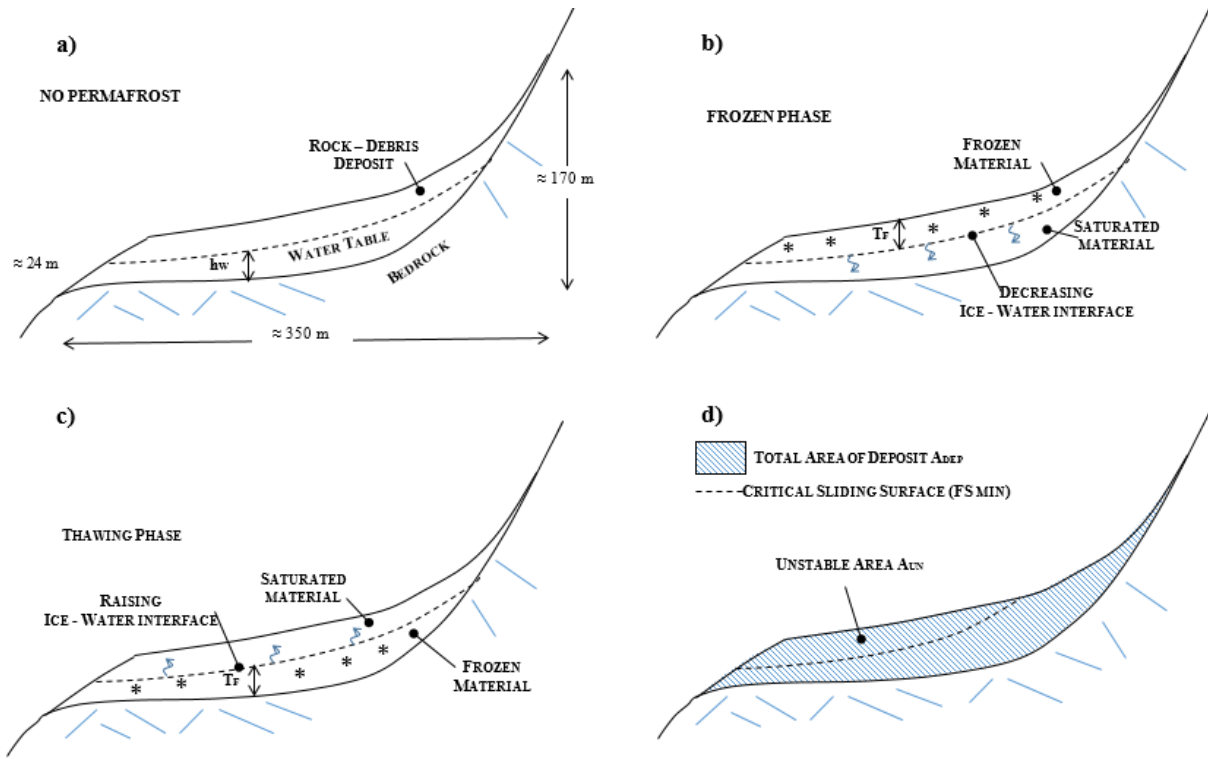 a)
NO PERMAFROST
ROCK – DEBRIS
DEPOSIT
≈ 170 m
WATER TABLE
BEDROCK
hw
≈ 24 m
≈ 350 m
b)
FROZEN PHASE
FROZEN
MATERIAL
*
*
*
*
*
TF
SATURATED
MATERIAL
DECREASING
ICE - WATER INTERFACE
c)
THAWING PHASE
SATURATED
MATERIAL
RAISING
ICE - WATER INTERFACE
*
*
*
*
*
TF
FROZEN
MATERIAL
d)
TOTAL AREA OF DEPOSIT ADEP
CRITICAL SLIDING SURFACE (FS MIN)
UNSTABLE AREA AUN